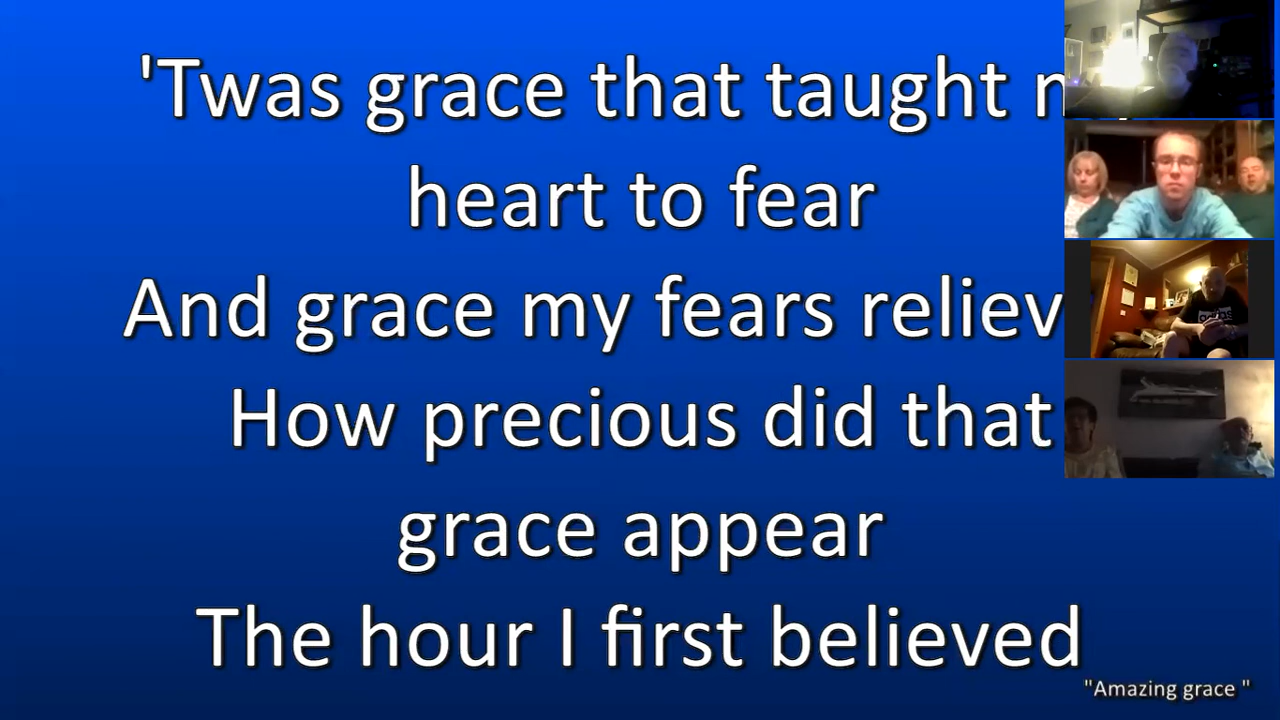 'Twas grace that taught
heart to fear
And grace my fears reliev
How precious did that
grace appear
The hour I first believed
"Amazing grace "